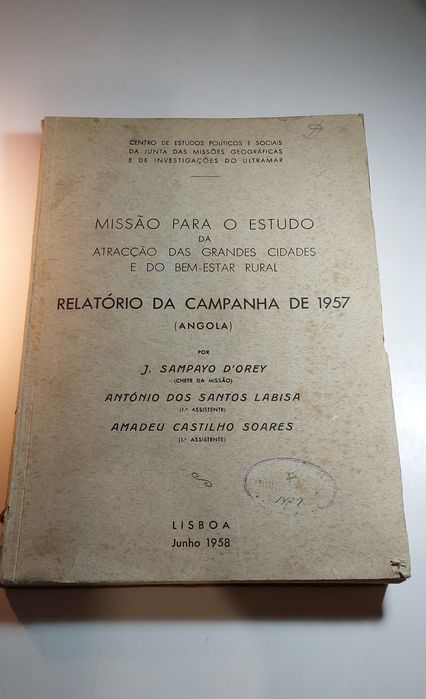 CENTRO DE ESTUDOS POLÍTICOS E SOCIAIS
DA JUNTA DAS MISSÕES GEOGRÁFICAS
E DE INVESTIGAÇÕES DO ULTRAMAR
MISSÃO PARA O ESTUDO
DA
ATRACÇÃO DAS GRANDES CIDADES
E DO BEM-ESTAR RURAL
RELATÓRIO DA CAMPANHA DE 1957
(ANGOLA)
POR
J. SAMPAYO D'OREY
(CHEFE DA MISSÃO)
ANTÓNIO DOS SANTOS LABISA
(1.º ASSISTENTE)
AMADEU CASTILHO SOARES
(1.º ASSISTENTE)
LISBOA
Junho 1958